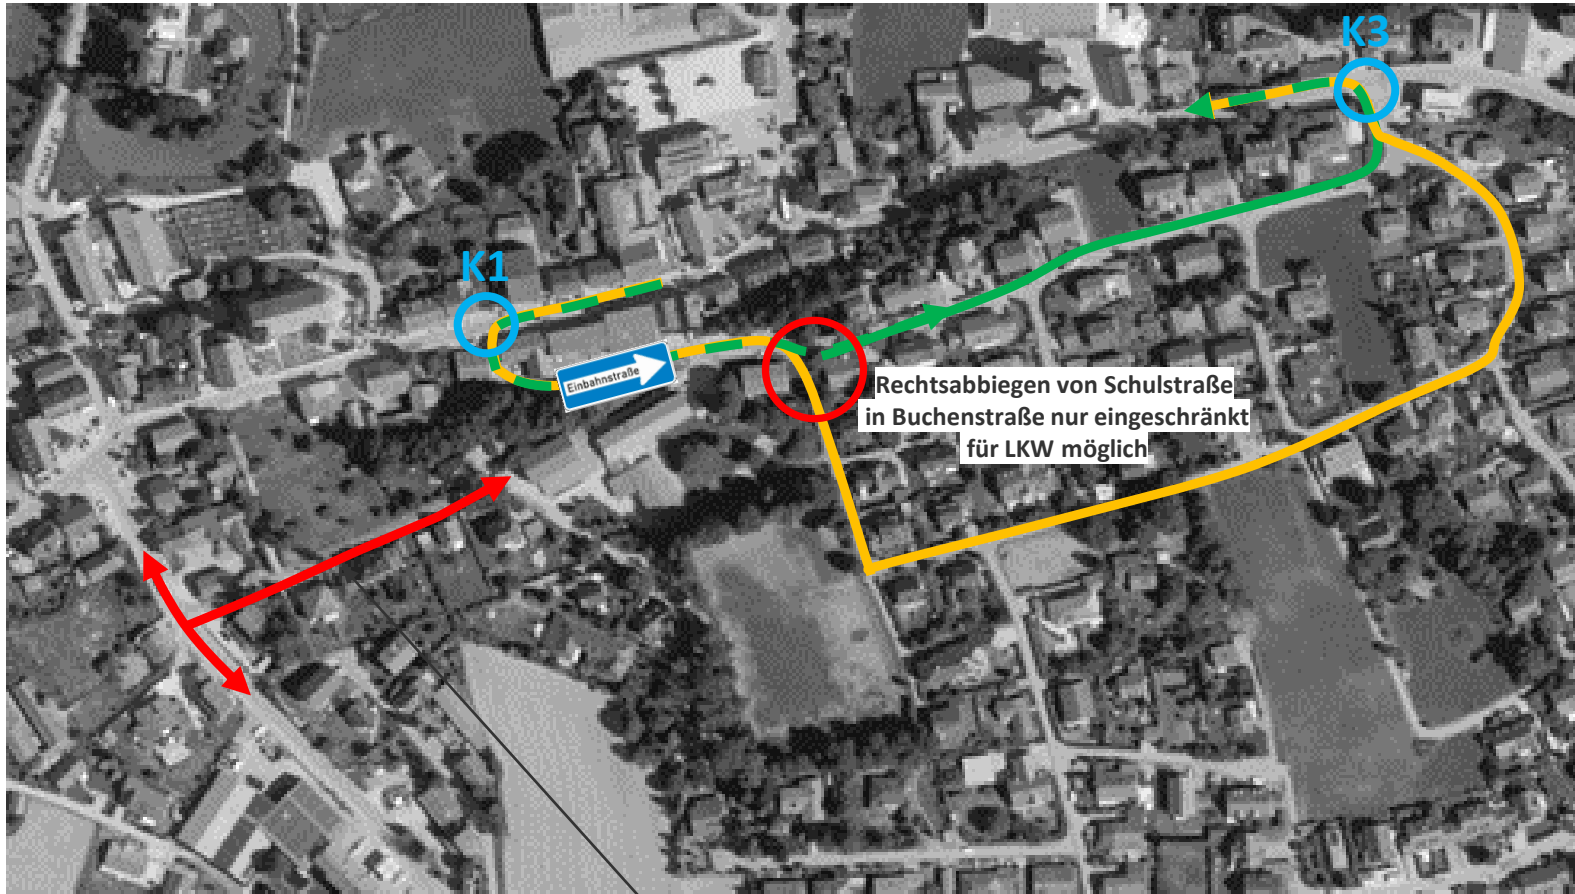 K3
K1
Einbahnstraße
Rechtsabbiegen von Schulstraße
in Buchenstraße nur eingeschränkt
für LKW möglich